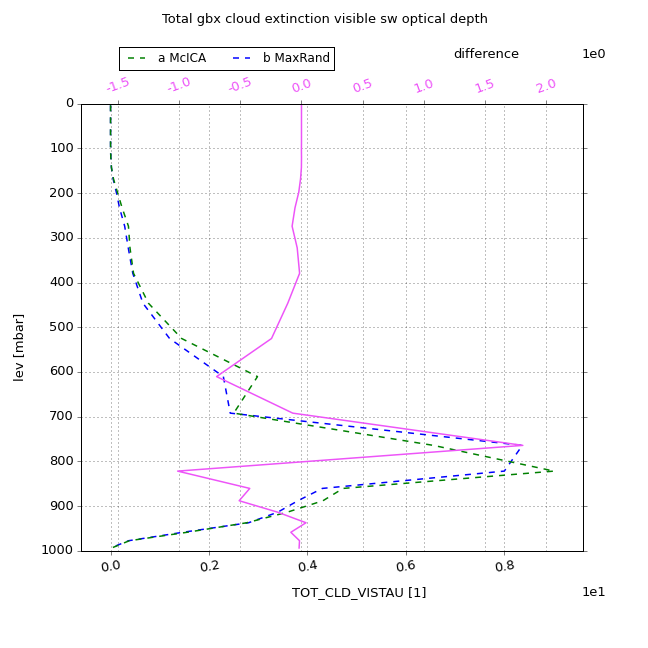 Total gbx cloud extinction visible sw optical depth
a McICA b MaxRand difference 1e0
-1.5 -1.0 -0.5 0.0 0.5 1.0 1.5 2.0
0
100
200
300
400
500
600
700
800
900
1000
lev [mbar]
0.0 0.2 0.4 0.6 0.8
TOT_CLD_VISTAU [1] 1e1